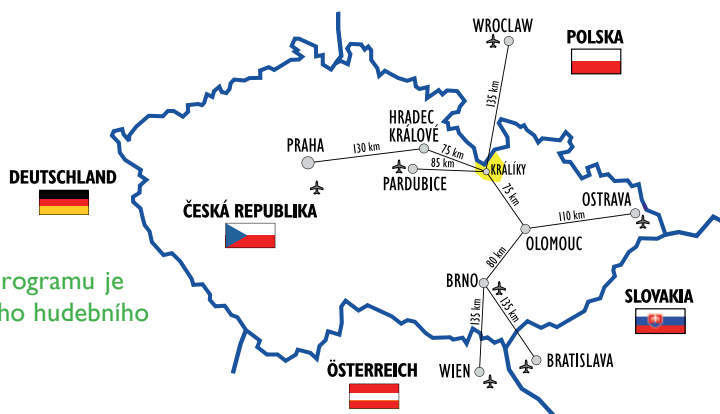 WROCLAW
POLSKA
135 km
HRADEC
KRÁLOVÉ
PRAHA
130 km
75 km
85 km
KRÁLÍKY
PARDUBICE
DEUTSCHLAND
75 km
OSTRAVA
ČESKÁ REPUBLIKA
110 km
OLOMOUC
80 km
rogramu je
ho hudebního
BRNO
SLOVAKIA
135 km
135 km
ÖSTERREICH
WIEN
BRATISLAVA